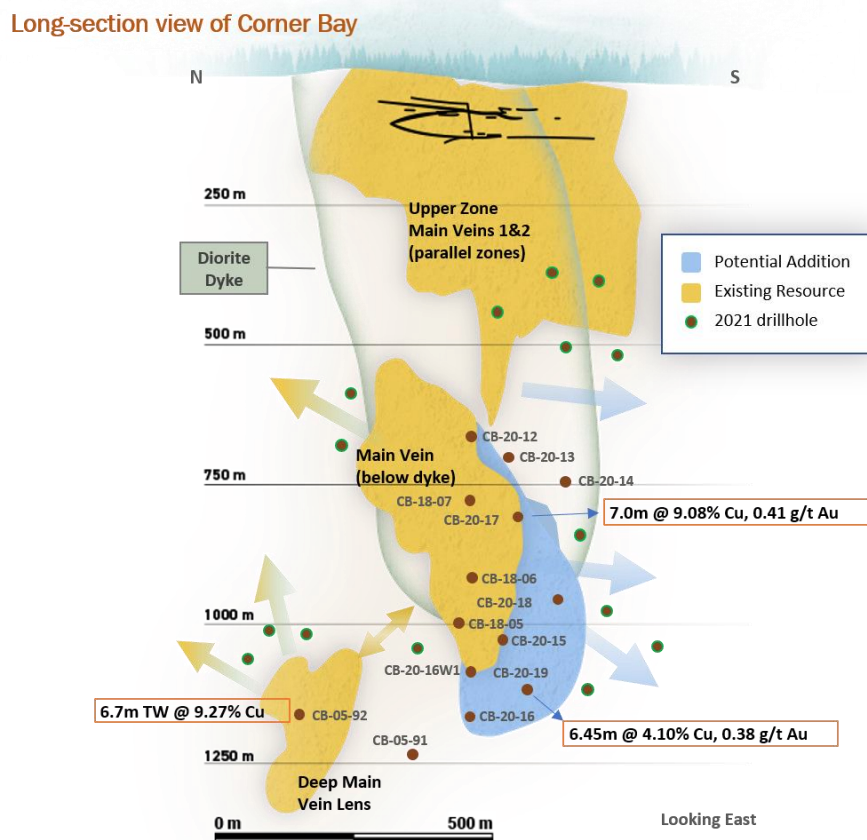 Long-section view of Corner Bay
N
S
250 m
Upper Zone
Main Veins 1&2
(parallel zones)
Diorite
Dyke
Potential Addition
Existing Resource
2021 drillhole
500 m
CB-20-12
Main Vein
(below dyke)
CB-20-13
750 m
CB-20-14
CB-18-07
CB-20-17
7.0m @ 9.08% Cu, 0.41 g/t Au
CB-18-06
CB-20-18
1000 m
CB-18-05
CB-20-15
CB-20-16W1
CB-20-19
6.7m TW @ 9.27% Cu
CB-05-92
CB-20-16
6.45m @ 4.10% Cu, 0.38 g/t Au
CB-05-91
1250 m
Deep Main
Vein Lens
0 m
500 m
Looking East